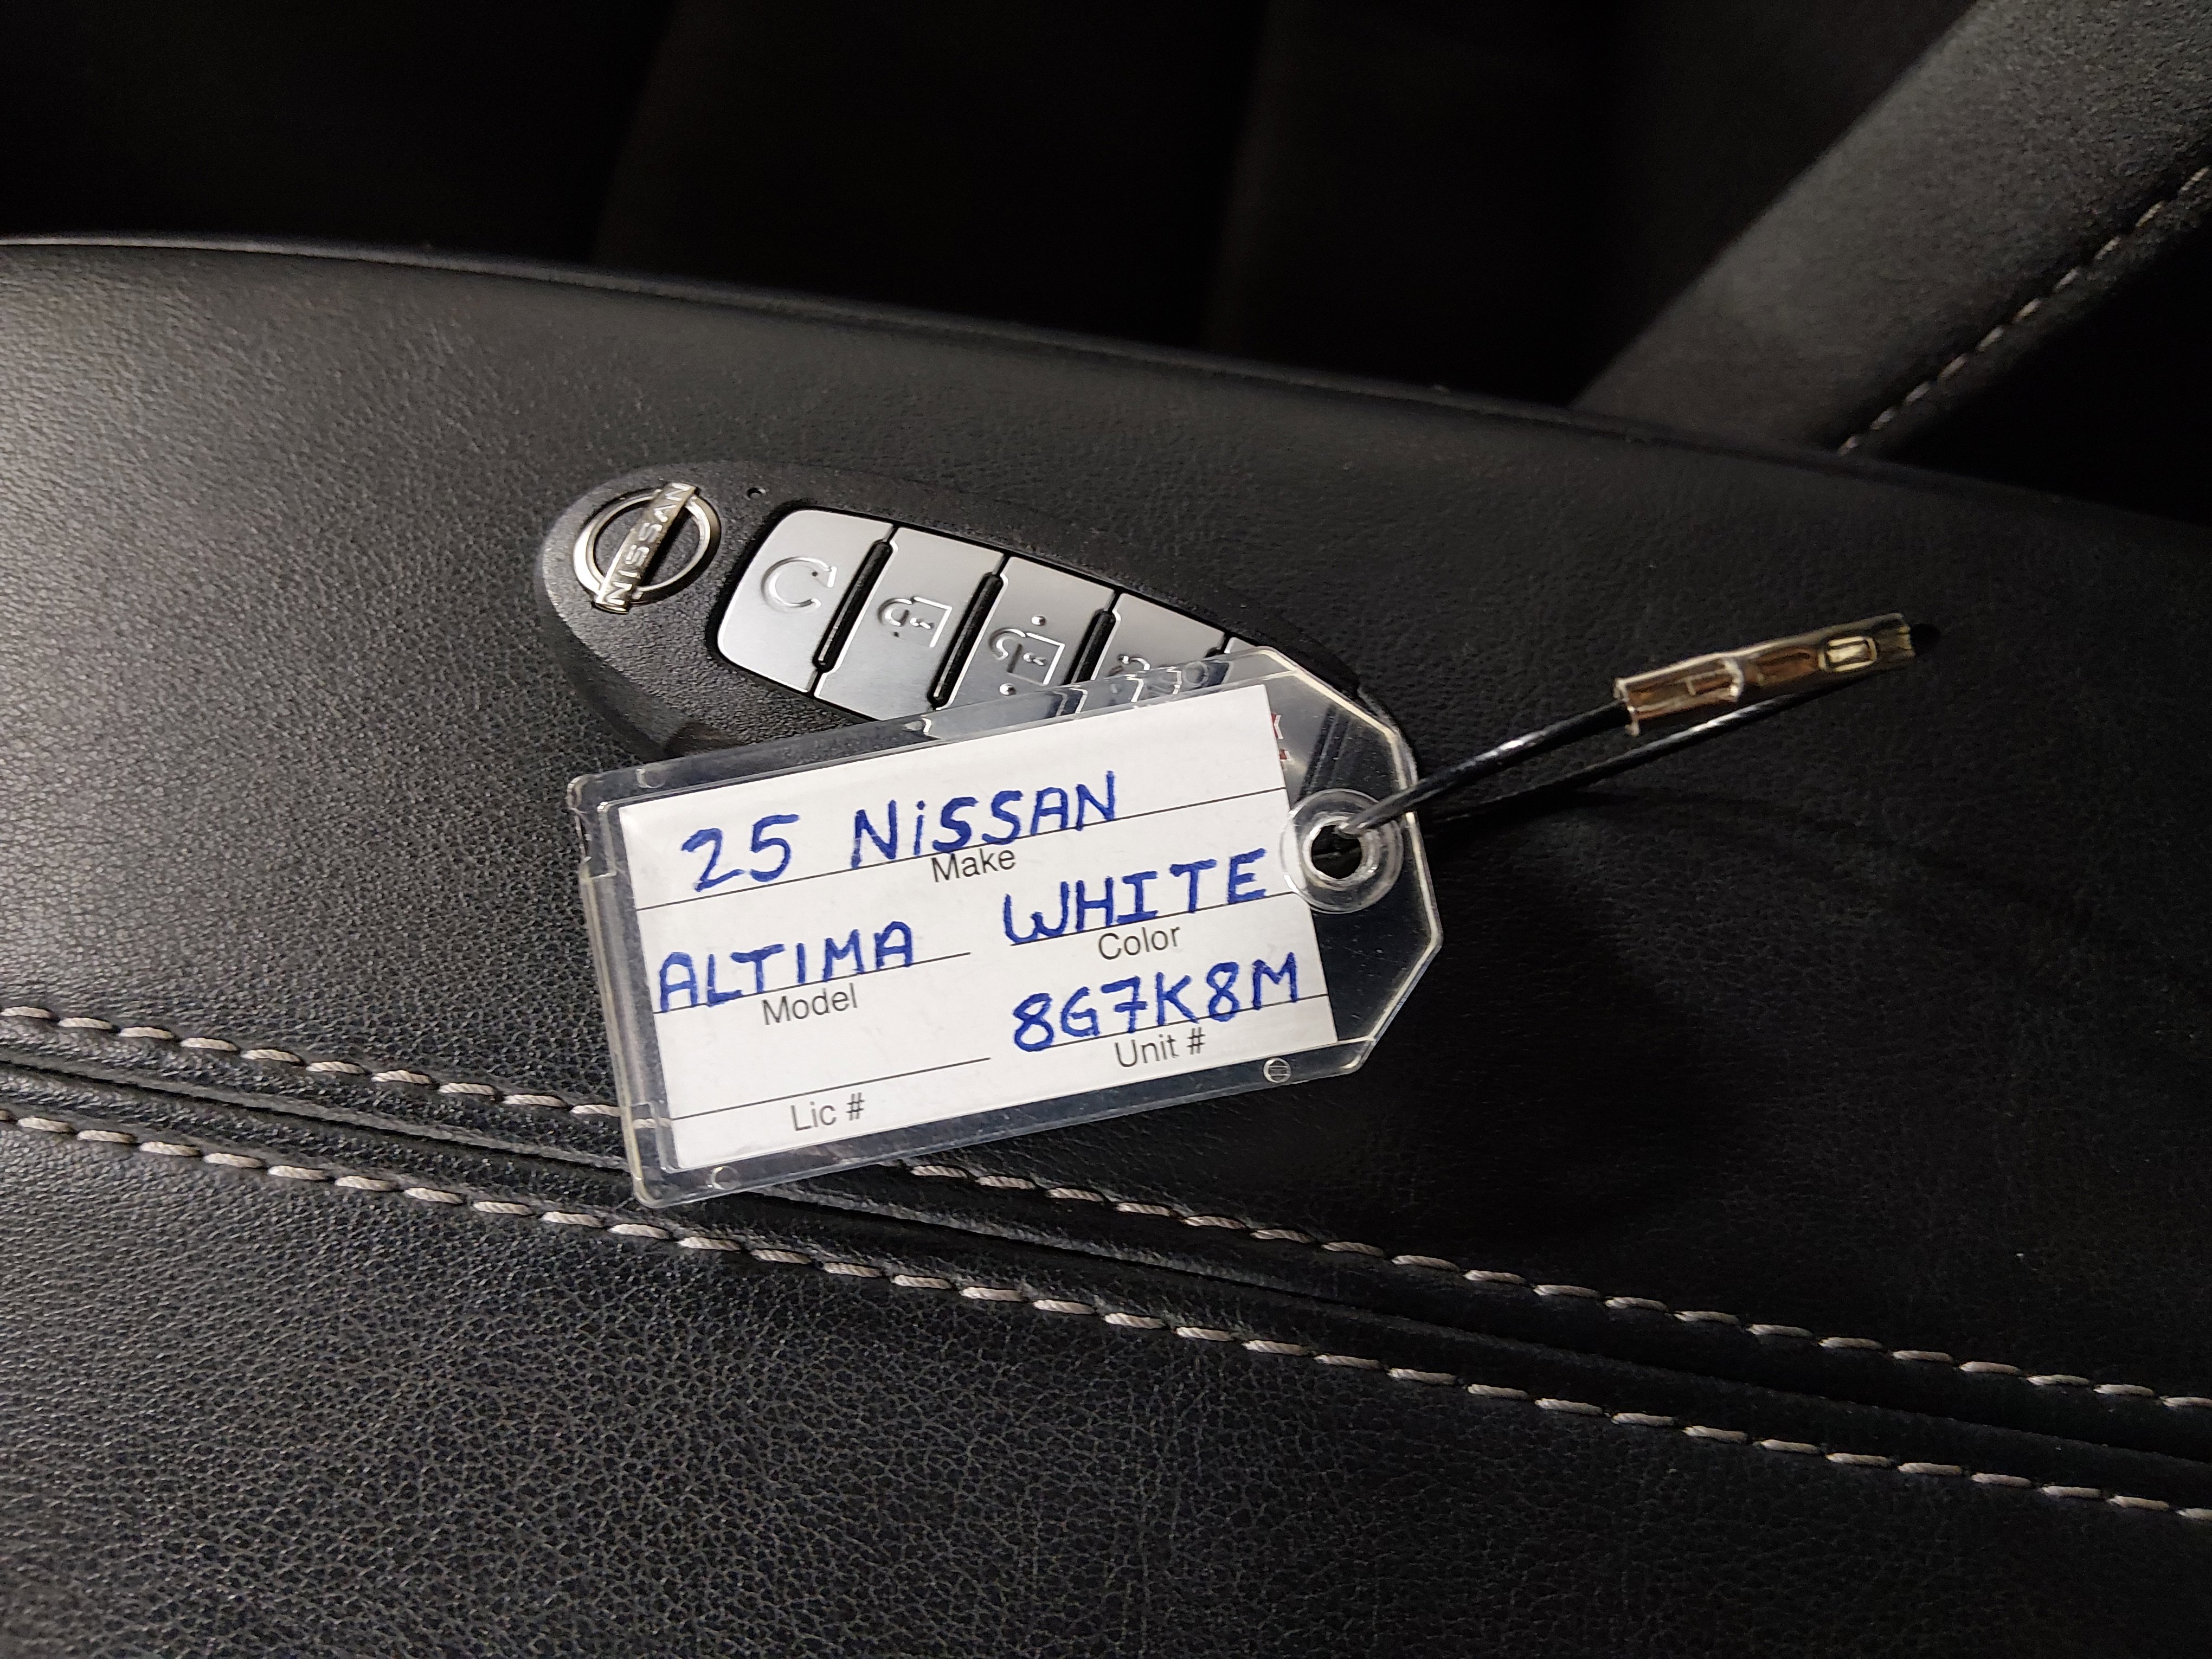 NISSAN
25 NiSSAN
Make
ALTIMA WHITE
Model Color
8G7K8M
Lic # Unit #